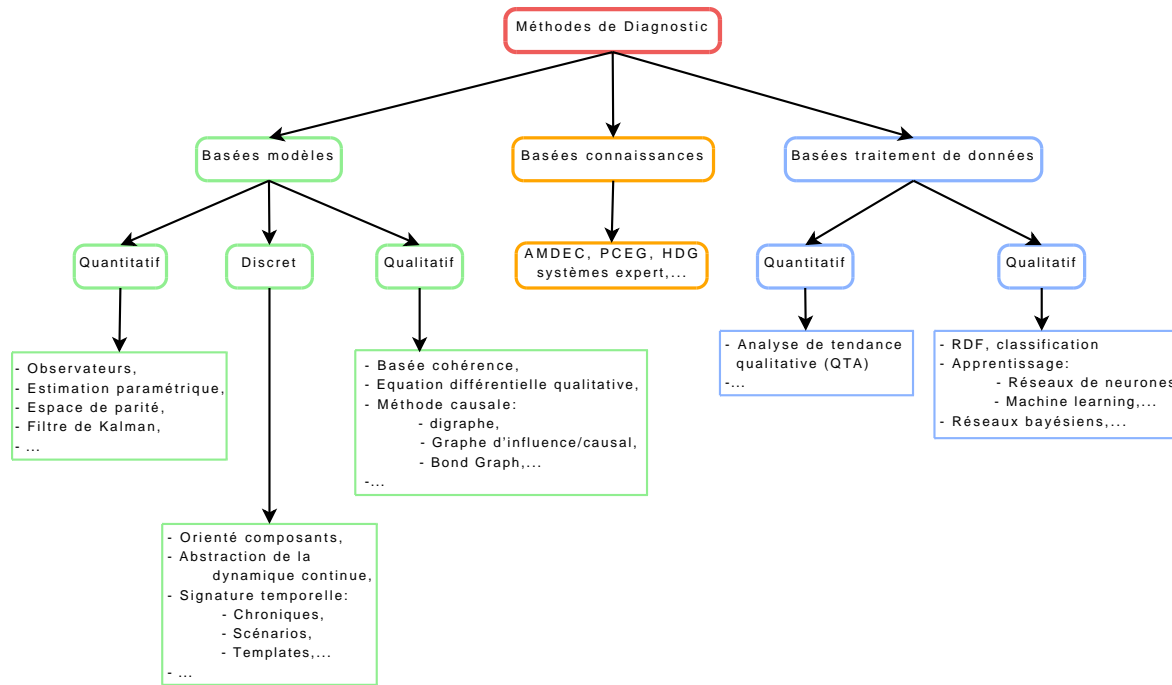 Méthodes de Diagnostic
Basées modèles
Basées connaissances
Basées traitement de données
Quantitatif
Discret
Qualitatif
AMDEC, PCEG, HDG
systèmes expert,...
Quantitatif
Qualitatif
- Observateurs,
- Estimation paramétrique,
- Espace de parité,
- Filtre de Kalman,
- ...
- Basée cohérence,
- Equation différentielle qualitative,
- Méthode causale:
- digraphe,
- Graphe d'influence/causal,
- Bond Graph,...
-...
- Analyse de tendance
qualitative (QTA)
-...
- RDF, classification
- Apprentissage:
- Réseaux de neurones
- Machine learning,...
- Réseaux bayésiens,...
- Orienté composants,
- Abstraction de la
dynamique continue,
- Signature temporelle:
- Chroniques,
- Scénarios,
- Templates,...
- ...